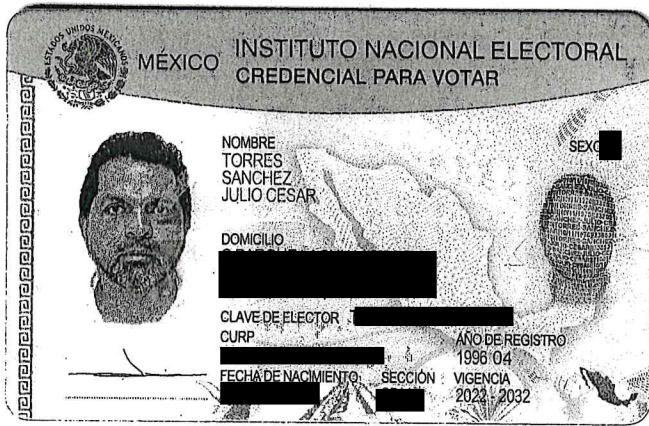 ESTADOS UNIDOS MEXICANOS
MÉXICO INSTITUTO NACIONAL ELECTORAL
CREDENCIAL PARA VOTAR
NOMBRE
SEXO
TORRES
SANCHEZ
JULIO CESAR
DOMICILIO
CLAVE DE ELECTOR
CURP
AÑO DE REGISTRO
1996 04
FECHA DE NACIMIENTO SECCIÓN VIGENCIA
2022 - 2032